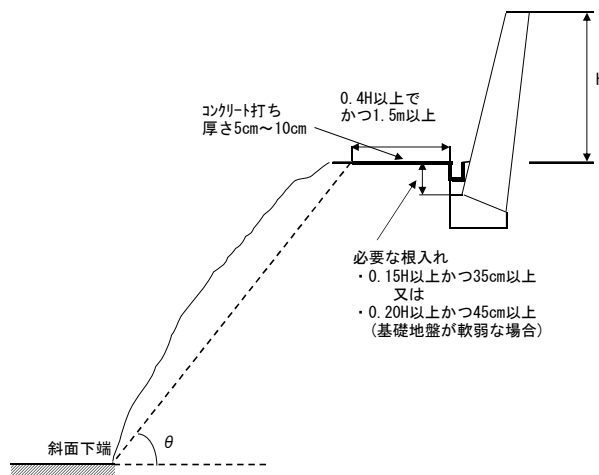 コンクリート打ち
厚さ5cm～10cm
0.4H以上で
かつ1.5m以上
必要な根入れ
・0.15H以上かつ35cm以上
又は
・0.20H以上かつ45cm以上
(基礎地盤が軟弱な場合)
斜面下端
θ